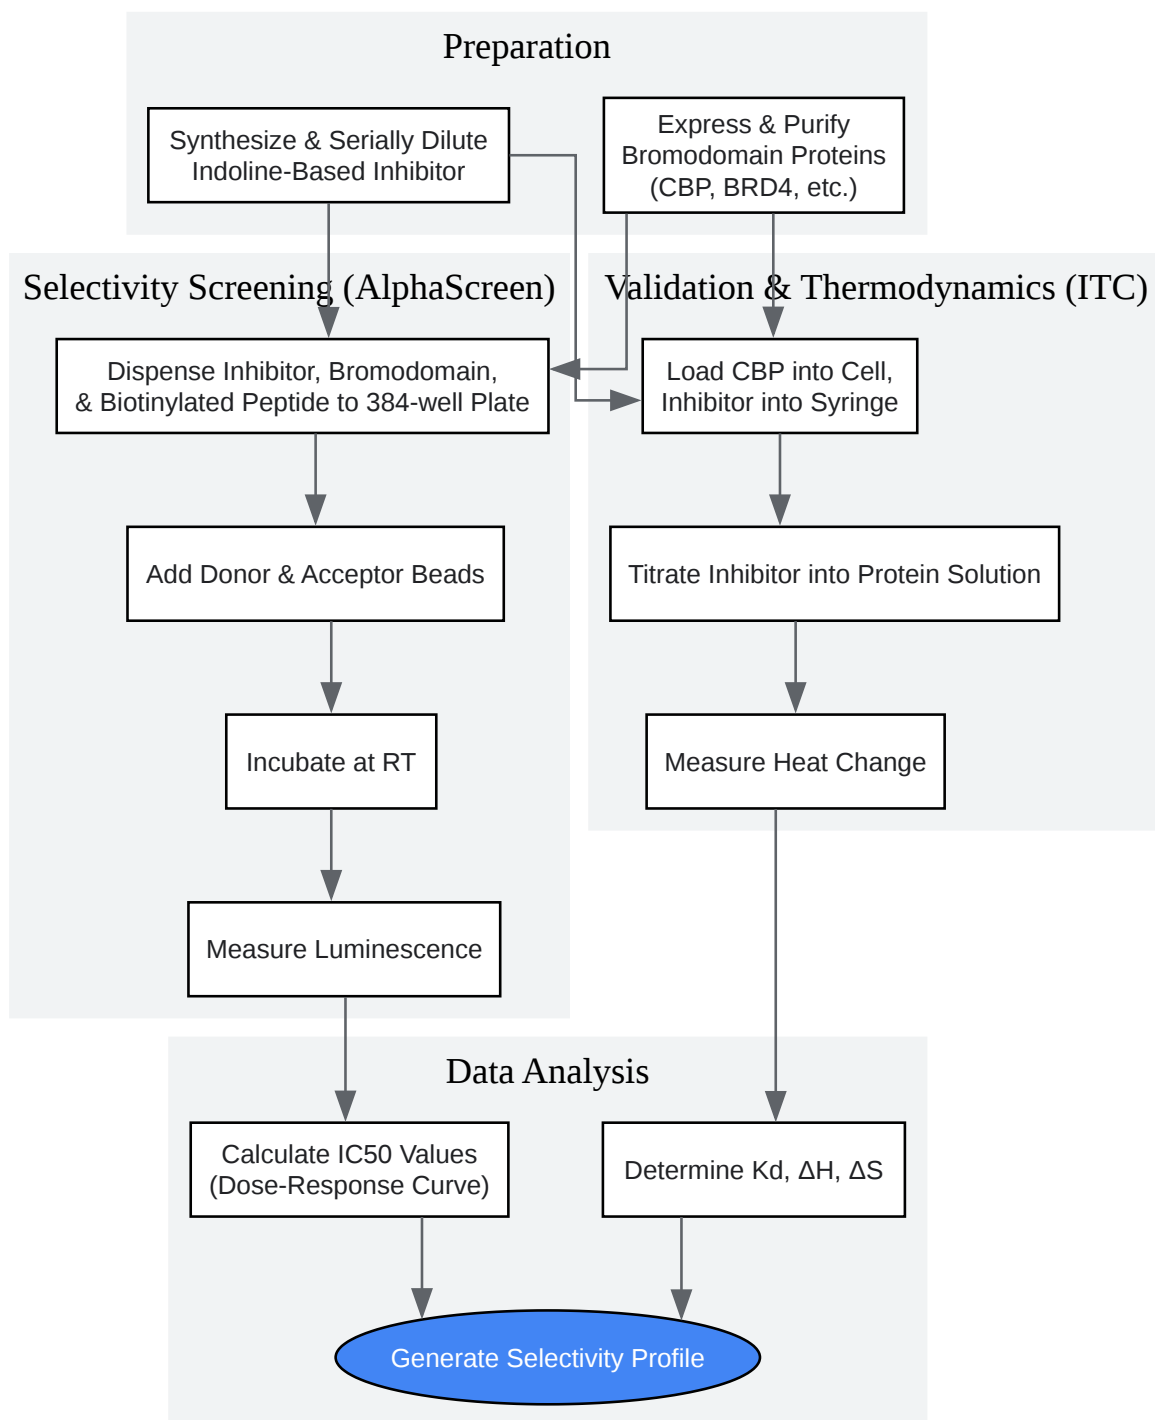 Preparation
Synthesize & Serially Dilute
Indoline-Based Inhibitor
Express & Purify
Bromodomain Proteins
(CBP, BRD4, etc.)
Selectivity Screening (AlphaScreen)
Dispense Inhibitor, Bromodomain,
& Biotinylated Peptide to 384-well Plate
Add Donor & Acceptor Beads
Incubate at RT
Measure Luminescence
Validation & Thermodynamics (ITC)
Load CBP into Cell,
Inhibitor into Syringe
Titrate Inhibitor into Protein Solution
Measure Heat Change
Data Analysis
Calculate IC50 Values
(Dose-Response Curve)
Determine Kd, ΔH, ΔS
Generate Selectivity Profile